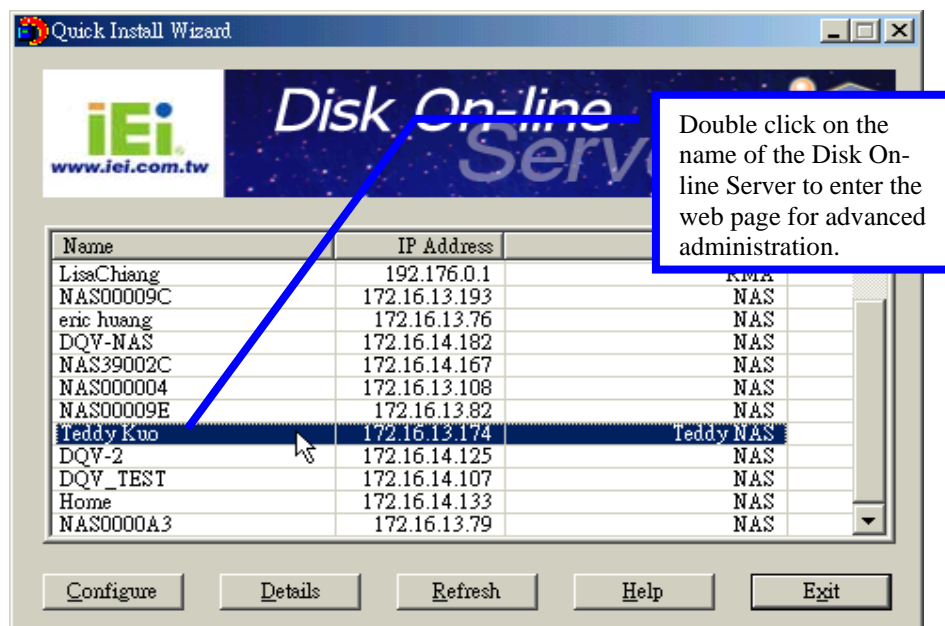 Quick Install Wizard
iEi
www.iei.com.tw
Disk On-line
Serv
Double click on the
name of the Disk On-
line Server to enter the
web page for advanced
administration.
Name IP Address
LisaChiang 192.176.0.1 RMA
NAS00009C 172.16.13.193 NAS
eric huang 172.16.13.76 NAS
DQV-NAS 172.16.14.182 NAS
NAS39002C 172.16.14.167 NAS
NAS000004 172.16.13.108 NAS
NAS00009E 172.16.13.82 NAS
Teddy Kuo 172.16.13.174 Teddy NAS
DQV-2 172.16.14.125 NAS
DQV_TEST 172.16.14.107 NAS
Home 172.16.14.133 NAS
NAS0000A3 172.16.13.79 NAS
Configure Details Refresh Help Exit